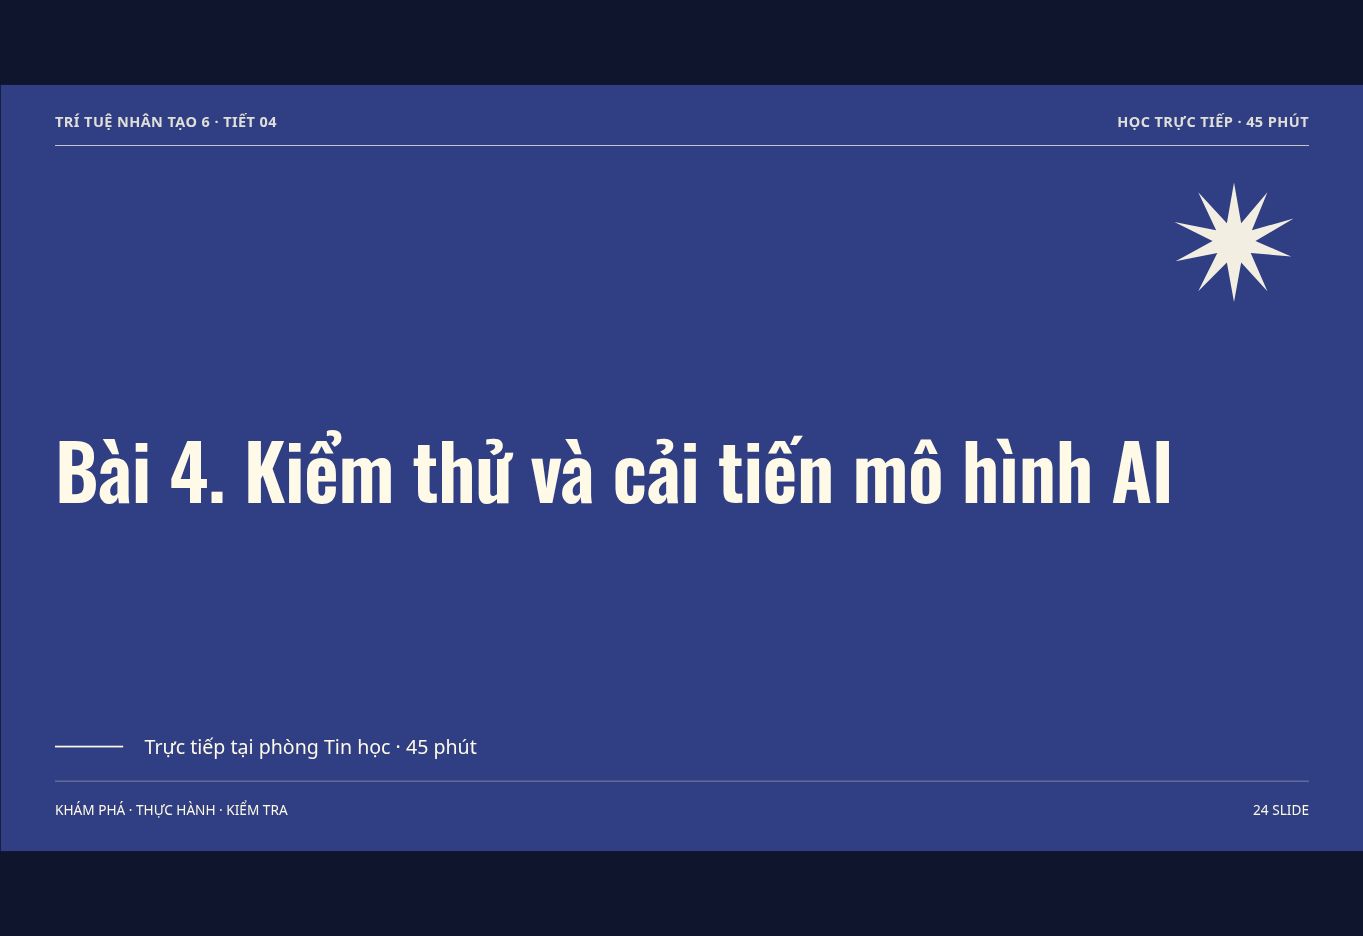 TRÍ TUỆ NHÂN TẠO 6 · TIẾT 04
HỌC TRỰC TIẾP · 45 PHÚT
Bài 4. Kiểm thử và cải tiến mô hình AI
Trực tiếp tại phòng Tin học · 45 phút
KHÁM PHÁ · THỰC HÀNH · KIỂM TRA
24 SLIDE